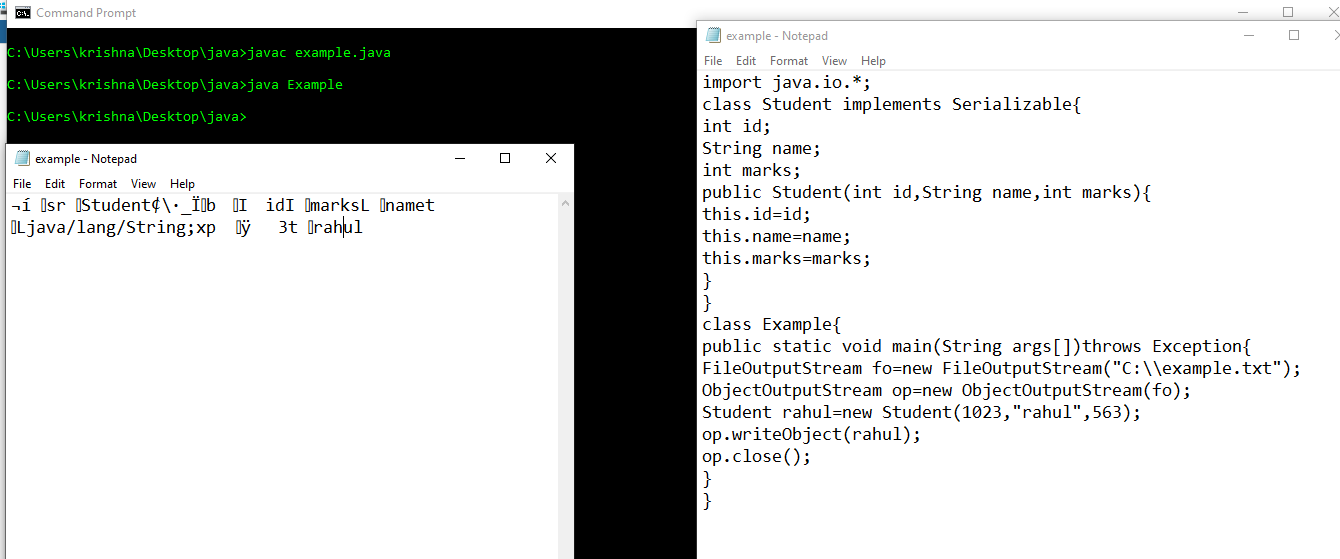 Command Prompt
C:\Users\krishna\Desktop\java>javac example.java
C:\Users\krishna\Desktop\java>java Example
C:\Users\krishna\Desktop\java>
example - Notepad
File Edit Format View Help
¬í sr Student¢\·_Ïb I idI marksL namet
Ljava/lang/String;xp ÿ 3t rahul
example - Notepad
File Edit Format View Help
import java.io.*;
class Student implements Serializable{
int id;
String name;
int marks;
public Student(int id,String name,int marks){
this.id=id;
this.name=name;
this.marks=marks;
}
}
class Example{
public static void main(String args[])throws Exception{
FileOutputStream fo=new FileOutputStream("C:\\example.txt");
ObjectOutputStream op=new ObjectOutputStream(fo);
Student rahul=new Student(1023,"rahul",563);
op.writeObject(rahul);
op.close();
}
}